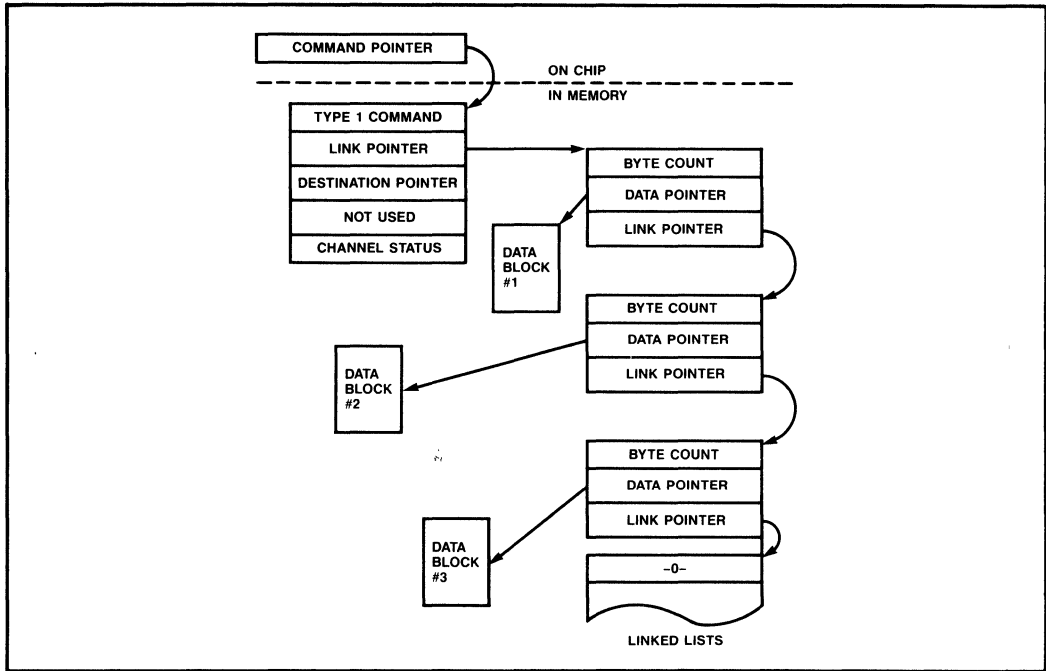 COMMAND POINTER
ON CHIP
IN MEMORY
TYPE 1 COMMAND
LINK POINTER
DESTINATION POINTER
NOT USED
CHANNEL STATUS
BYTE COUNT
DATA POINTER
LINK POINTER
DATA
BLOCK
#1
BYTE COUNT
DATA POINTER
LINK POINTER
DATA
BLOCK
#2
BYTE COUNT
DATA POINTER
LINK POINTER
DATA
BLOCK
#3
–0–
LINKED LISTS